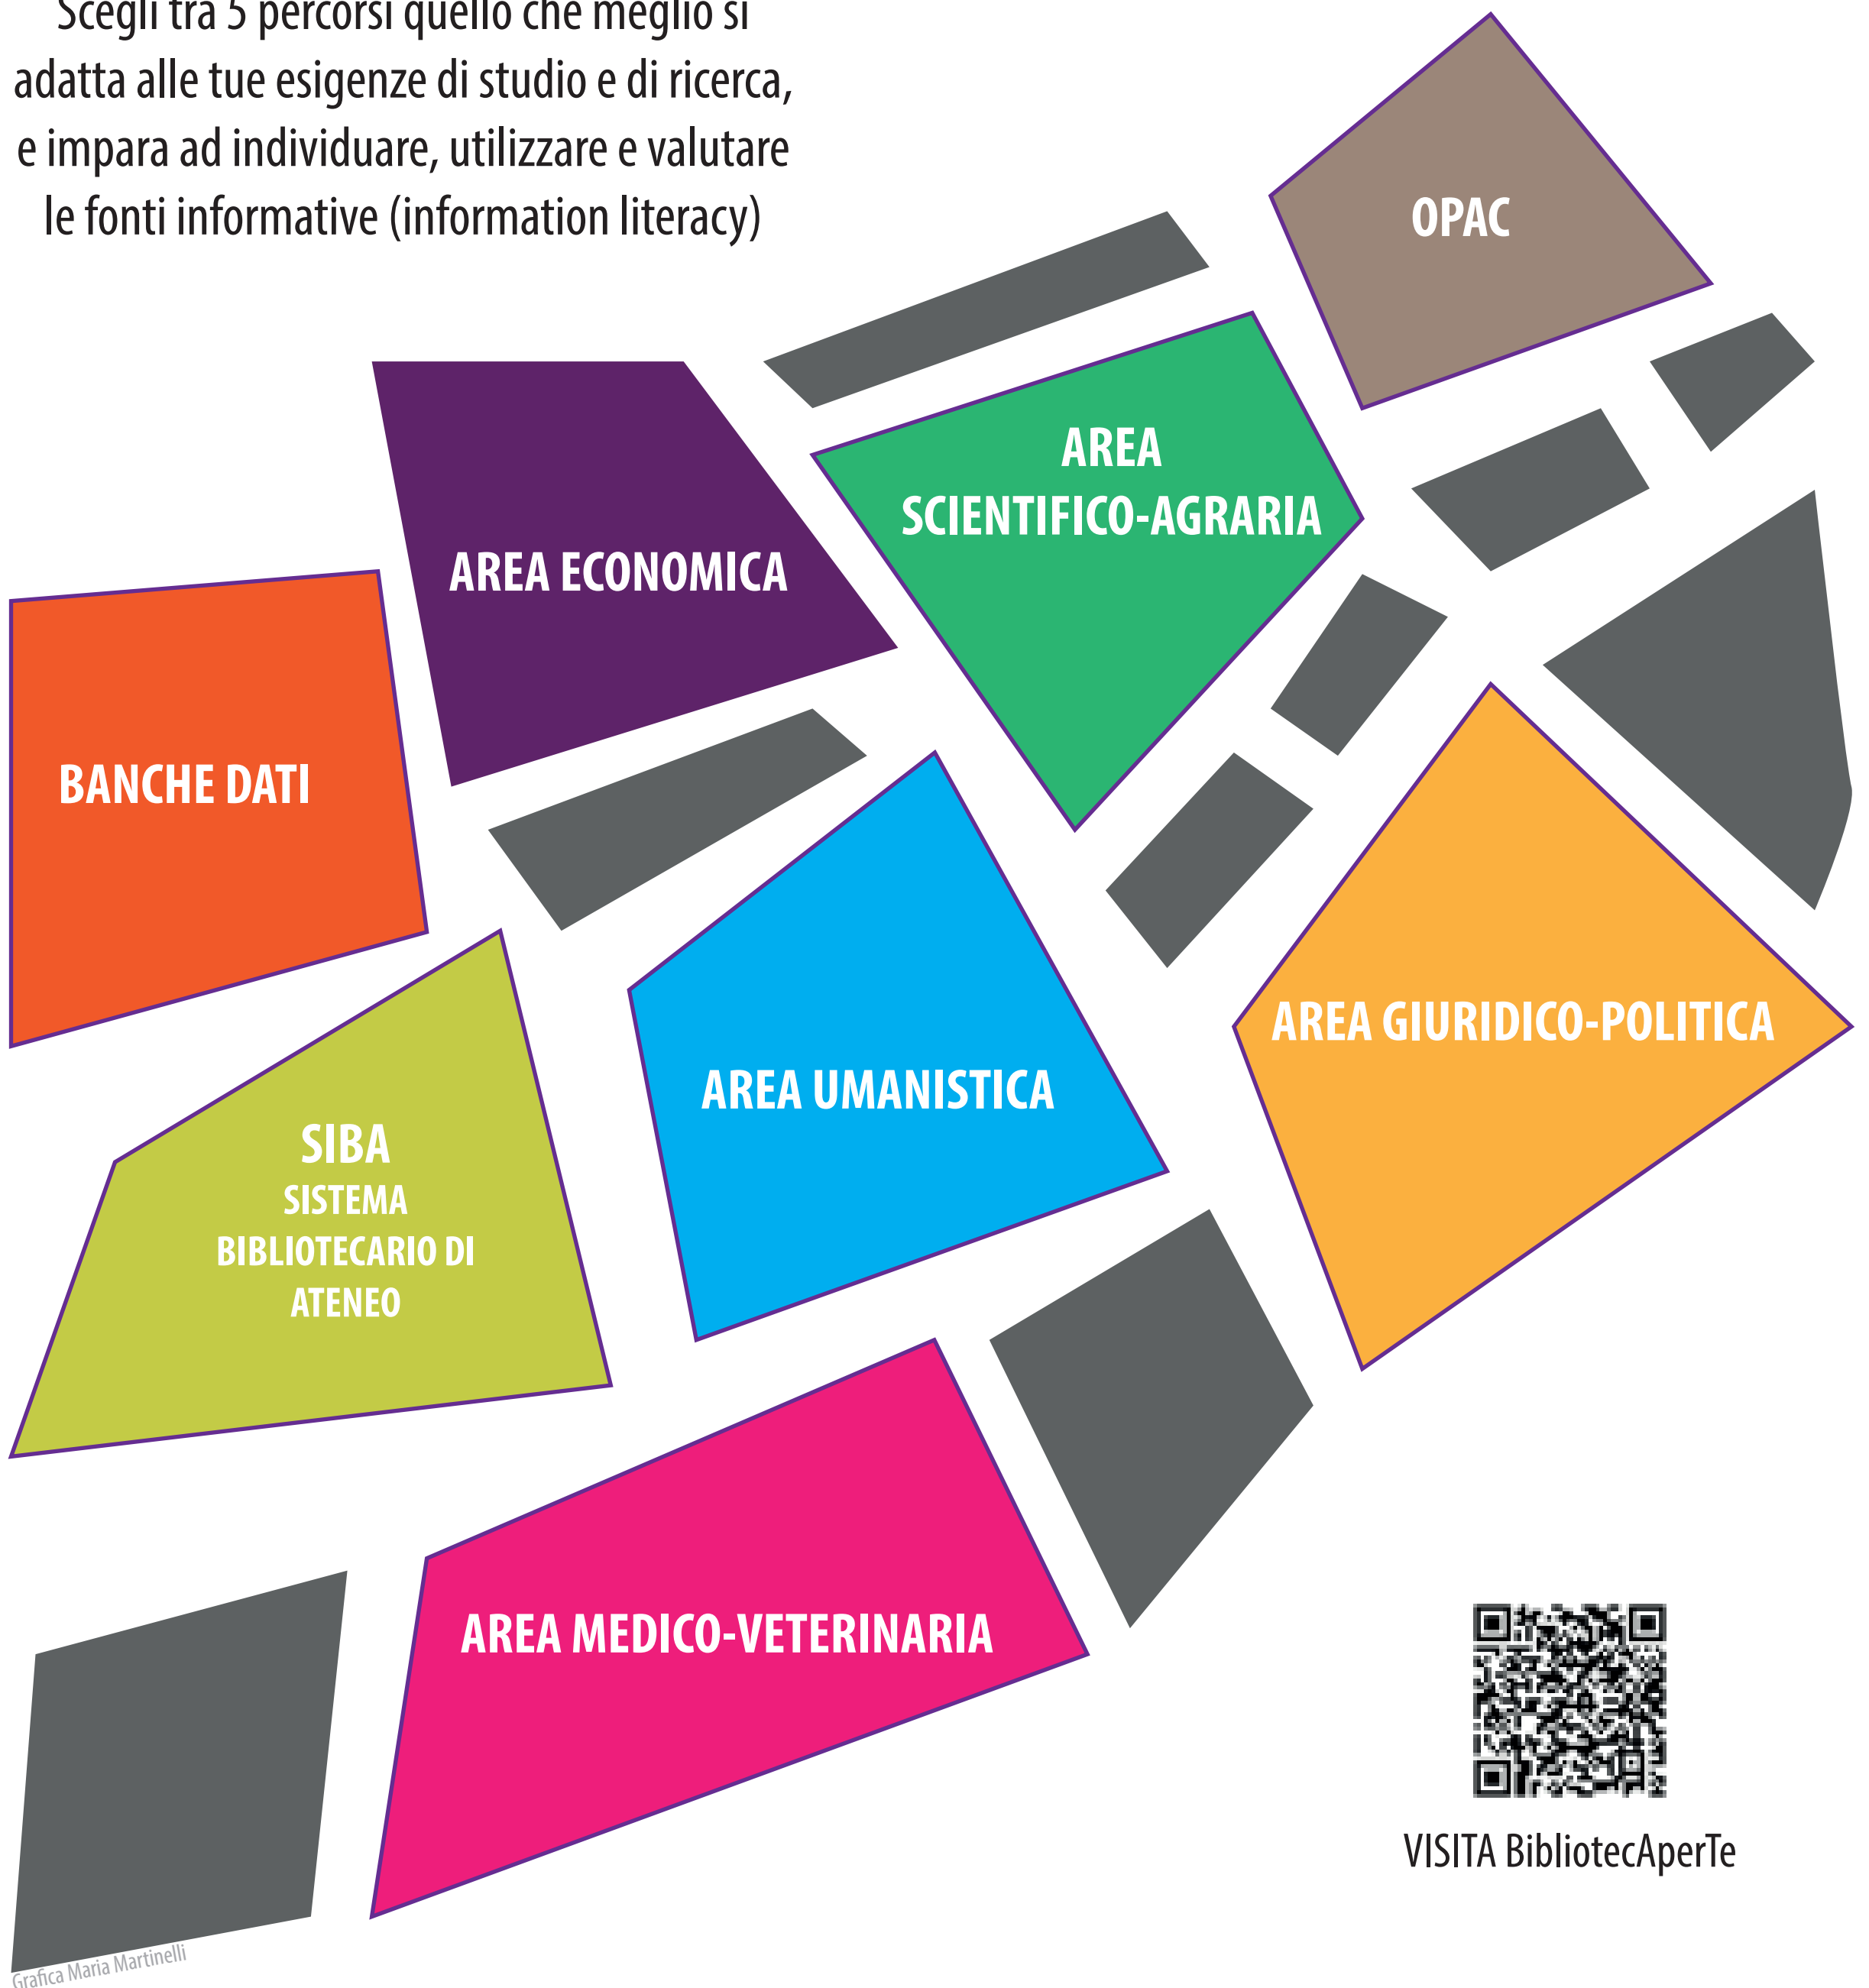 Scegli tra 5 percorsi quello che meglio si
adatta alle tue esigenze di studio e di ricerca,
e impara ad individuare, utilizzare e valutare
le fonti informative (information literacy)
OPAC
AREA
SCIENTIFICO-AGRARIA
AREA ECONOMICA
BANCHE DATI
AREA GIURIDICO-POLITICA
AREA UMANISTICA
SIBA
SISTEMA
BIBLIOTECARIO DI
ATENEO
AREA MEDICO-VETERINARIA
VISITA BibliotecAperTe
Grafica Maria Martinelli